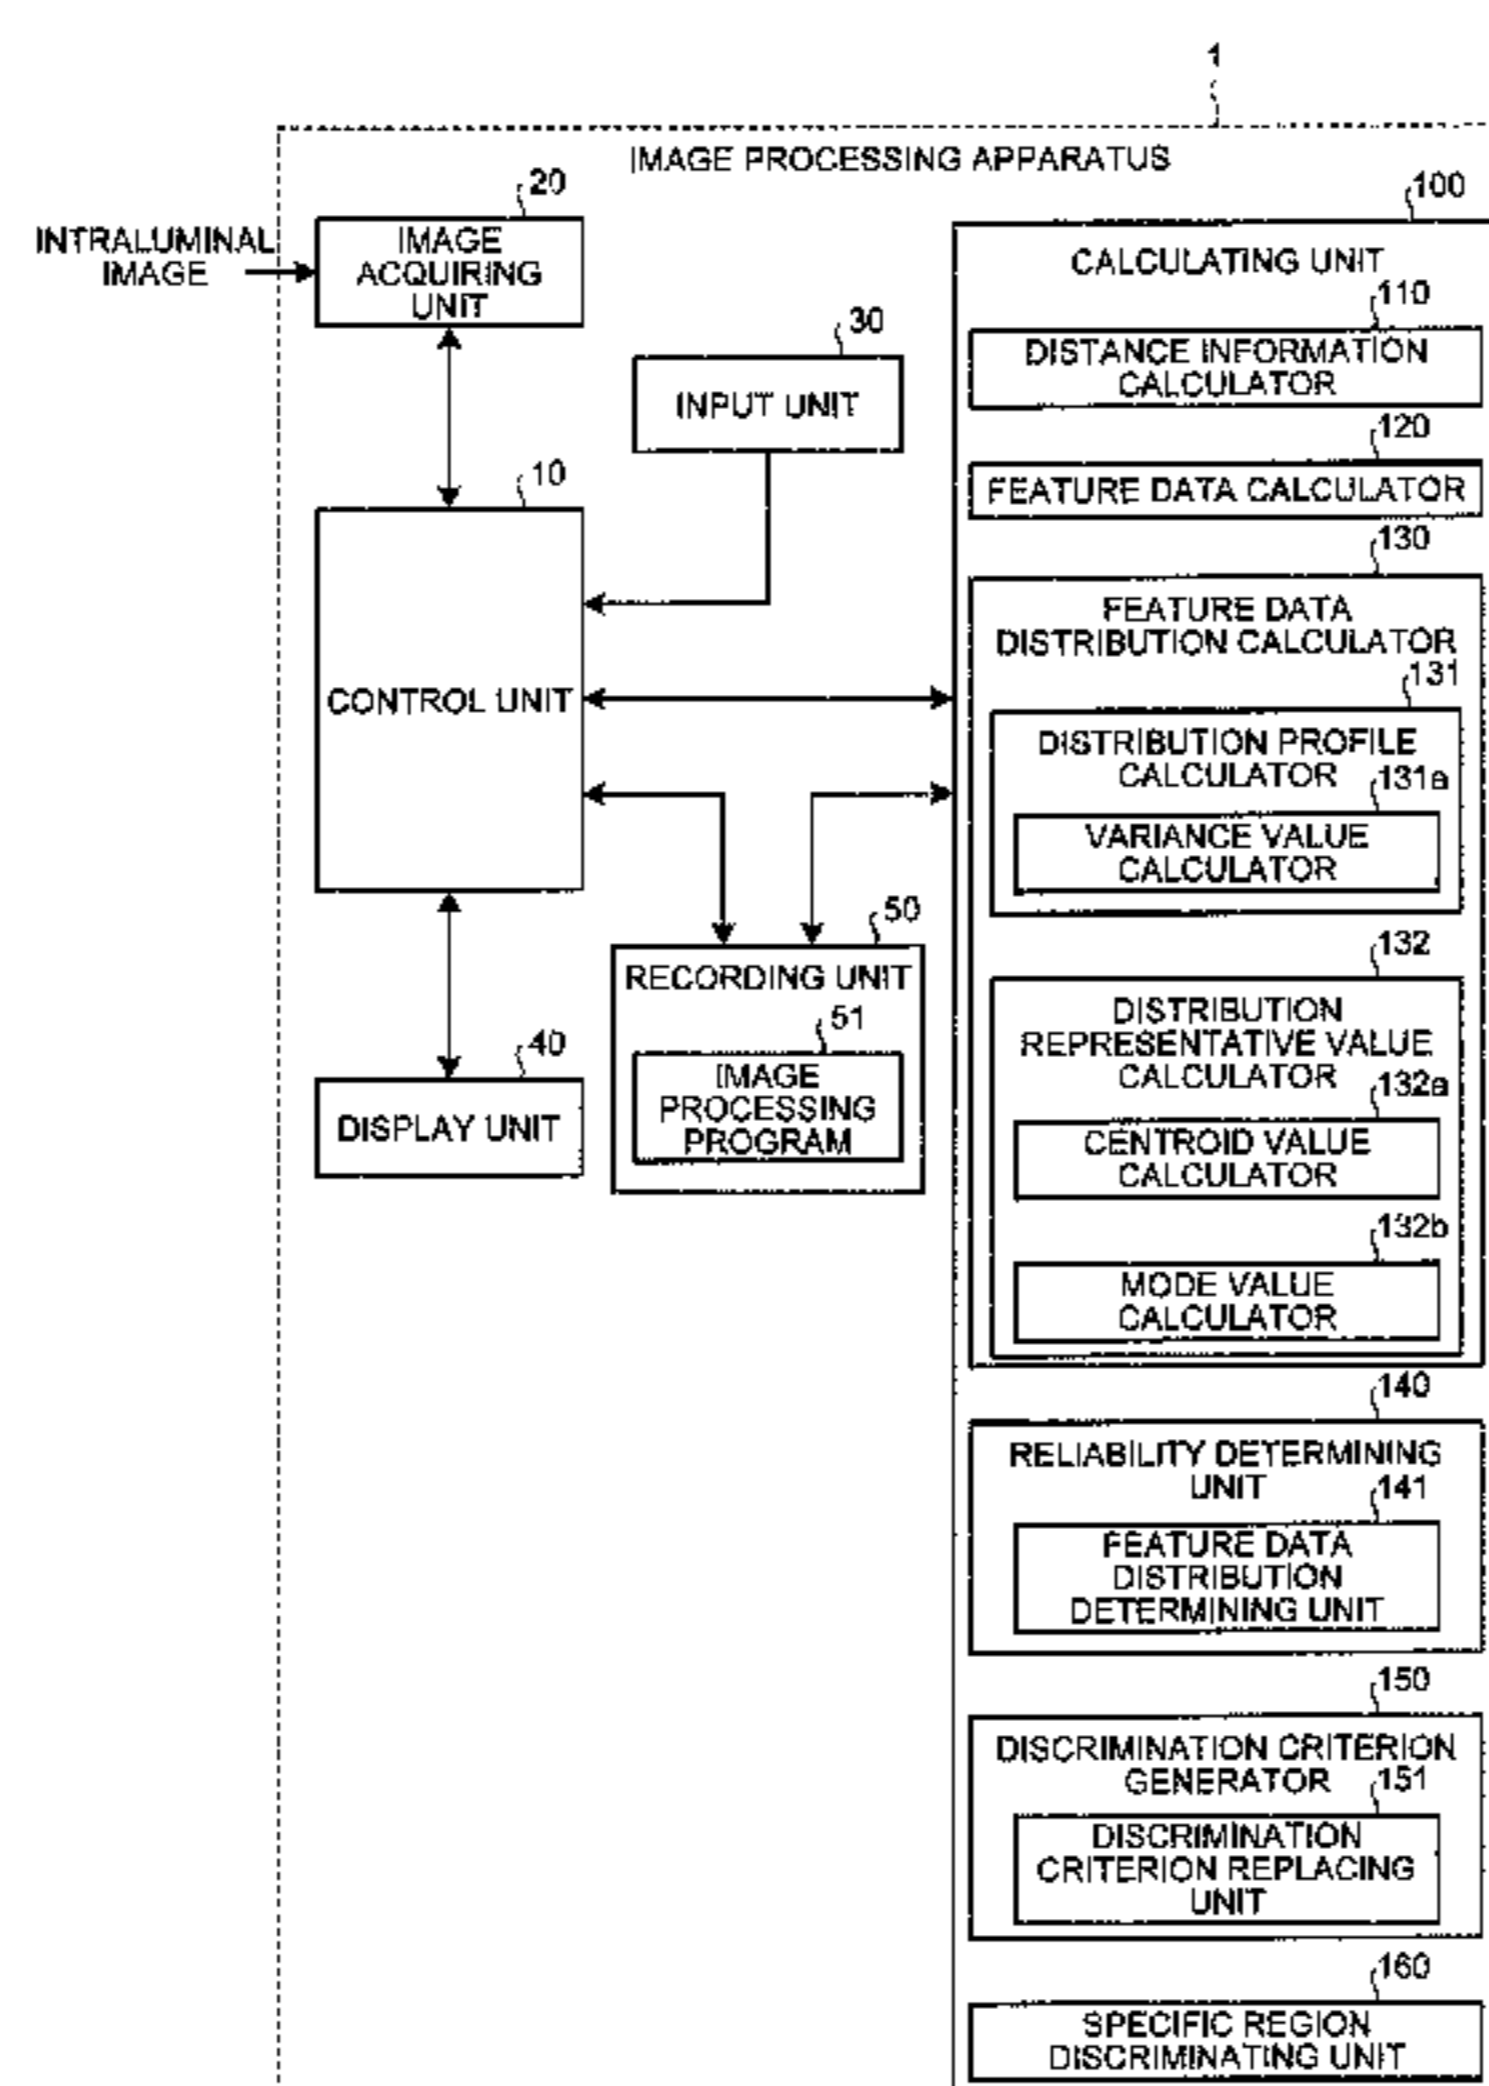 1
IMAGE PROCESSING APPARATUS
20
INTRALUMINAL
IMAGE
IMAGE
ACQUIRING
UNIT
30
INPUT UNIT
10
CONTROL UNIT
40
DISPLAY UNIT
50
RECORDING UNIT
51
IMAGE
PROCESSING
PROGRAM
100
CALCULATING UNIT
110
DISTANCE INFORMATION
CALCULATOR
120
FEATURE DATA CALCULATOR
130
FEATURE DATA
DISTRIBUTION CALCULATOR
131
DISTRIBUTION PROFILE
CALCULATOR
131a
VARIANCE VALUE
CALCULATOR
132
DISTRIBUTION
REPRESENTATIVE VALUE
CALCULATOR
132a
CENTROID VALUE
CALCULATOR
132b
MODE VALUE
CALCULATOR
140
RELIABILITY DETERMINING
UNIT
141
FEATURE DATA
DISTRIBUTION
DETERMINING UNIT
150
DISCRIMINATION CRITERION
GENERATOR
151
DISCRIMINATION
CRITERION REPLACING
UNIT
160
SPECIFIC REGION
DISCRIMINATING UNIT